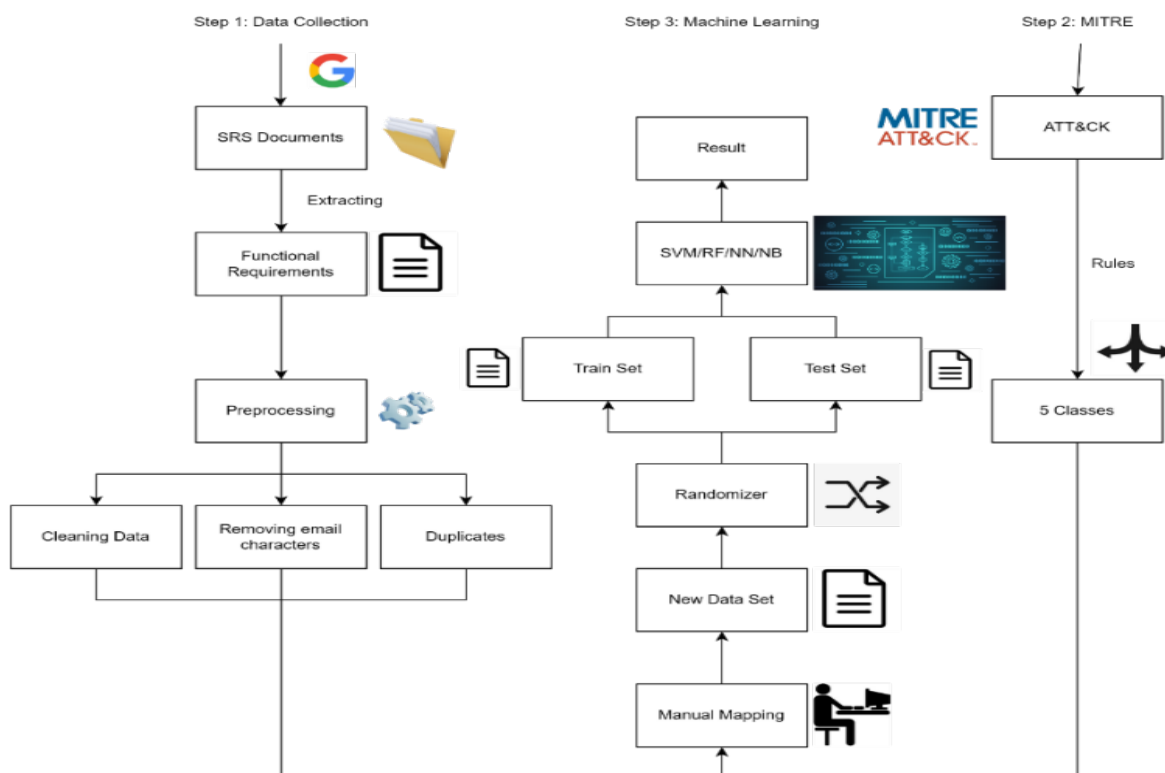 Step 1: Data Collection
G
SRS Documents
Extracting
Functional
Requirements
Preprocessing
Cleaning Data
Removing email
characters
Duplicates
Step 3: Machine Learning
Result
SVM/RF/NN/NB
Train Set
Test Set
Randomizer
New Data Set
Manual Mapping
Step 2: MITRE
MITRE
ATT&CK
ATT&CK
Rules
5 Classes